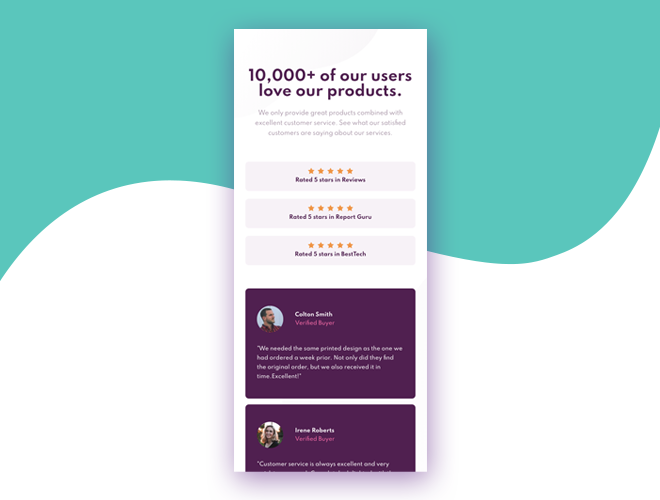 10,000+ of our users
love our products.
We only provide great products combined with
excellent customer service. See what our satisfied
customers are saying about our services.
Rated 5 stars in Reviews
Rated 5 stars in Report Guru
Rated 5 stars in BestTech
Colton Smith
Verified Buyer
"We needed the same printed design as the one we
had ordered a week prior. Not only did they find
the original order, but we also received it in
time.Excellent!"
Irene Roberts
Verified Buyer
"Customer service is always excellent and very